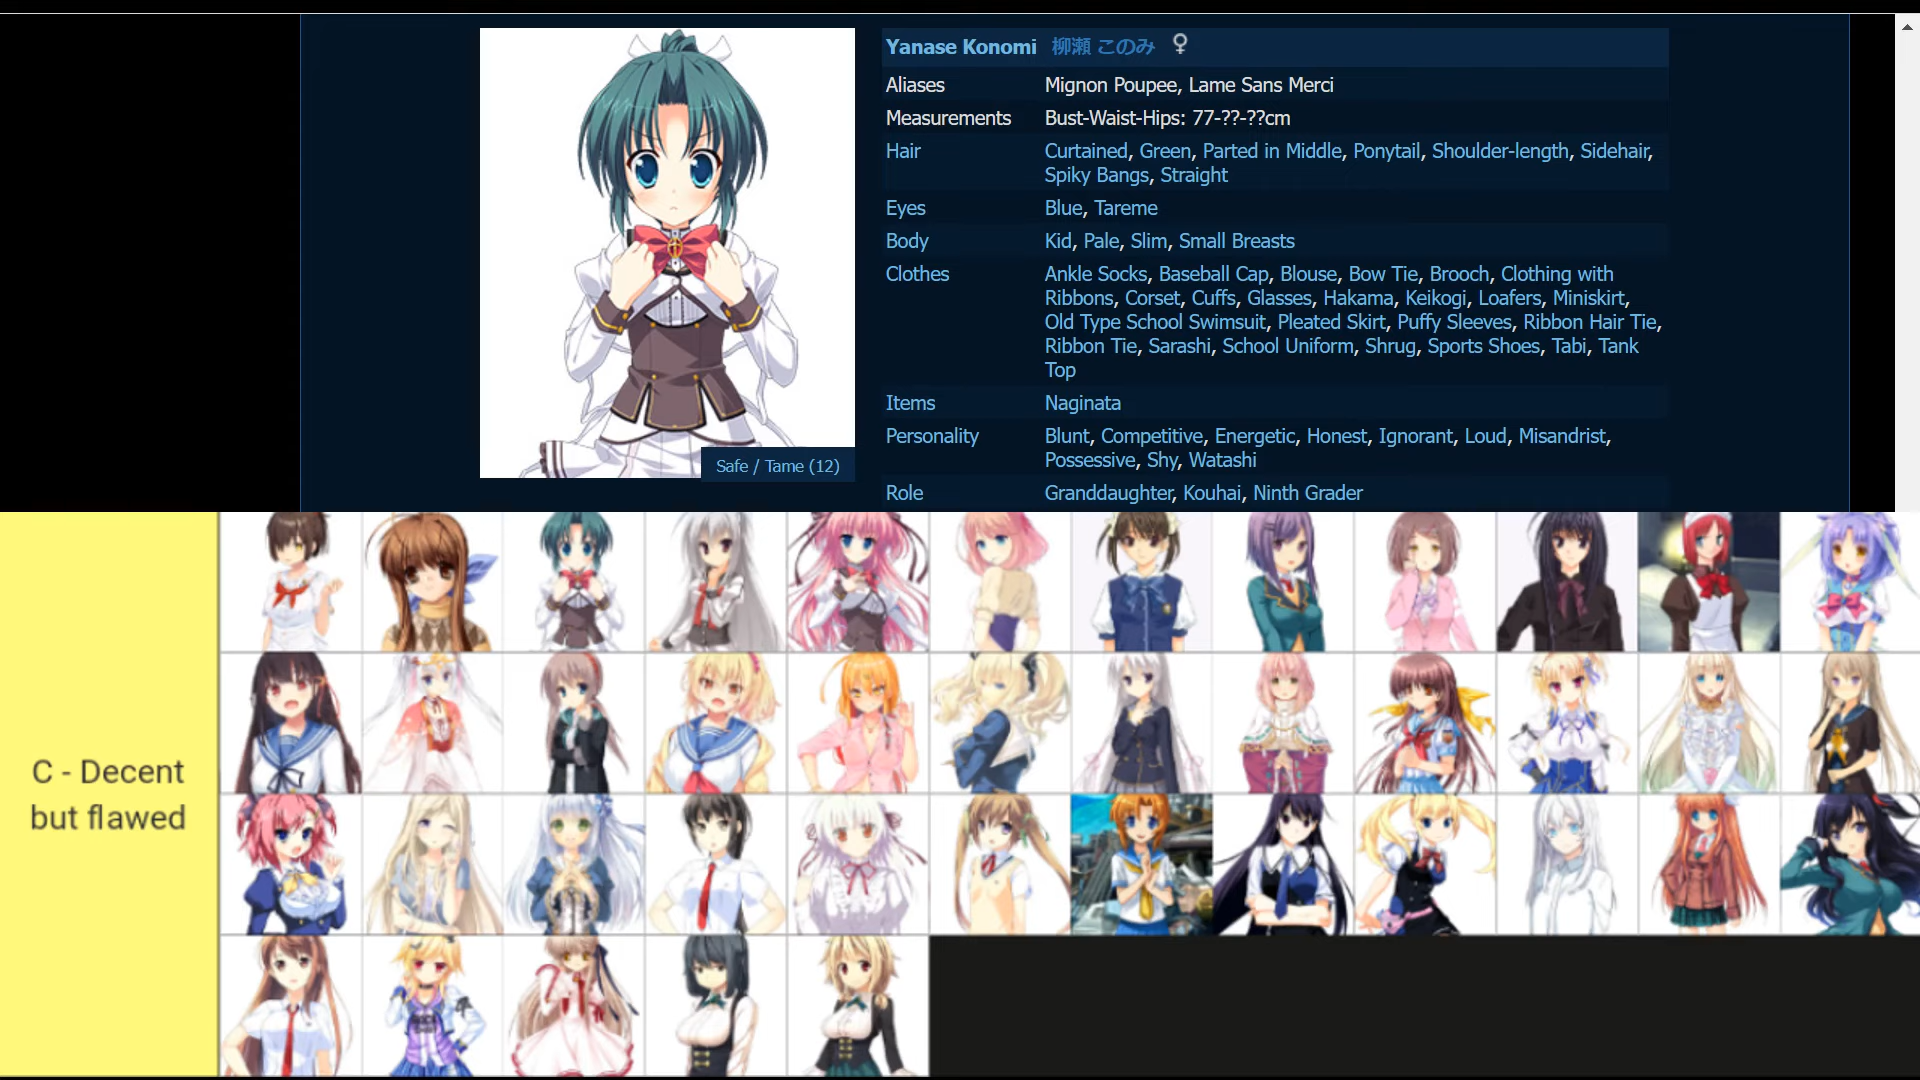 Yanase Konomi 柳瀬 このみ ♀
Aliases Mignon Poupee, Lame Sans Merci
Measurements Bust-Waist-Hips: 77-??-??cm
Hair Curtained, Green, Parted in Middle, Ponytail, Shoulder-length, Sidehair,
Spiky Bangs, Straight
Eyes Blue, Tareme
Body Kid, Pale, Slim, Small Breasts
Clothes Ankle Socks, Baseball Cap, Blouse, Bow Tie, Brooch, Clothing with
Ribbons, Corset, Cuffs, Glasses, Hakama, Keikogi, Loafers, Miniskirt,
Old Type School Swimsuit, Pleated Skirt, Puffy Sleeves, Ribbon Hair Tie,
Ribbon Tie, Sarashi, School Uniform, Shrug, Sports Shoes, Tabi, Tank
Top
Items Naginata
Personality Blunt, Competitive, Energetic, Honest, Ignorant, Loud, Misandrist,
Possessive, Shy, Watashi
Safe / Tame (12)
Role Granddaughter, Kouhai, Ninth Grader
C - Decent
but flawed